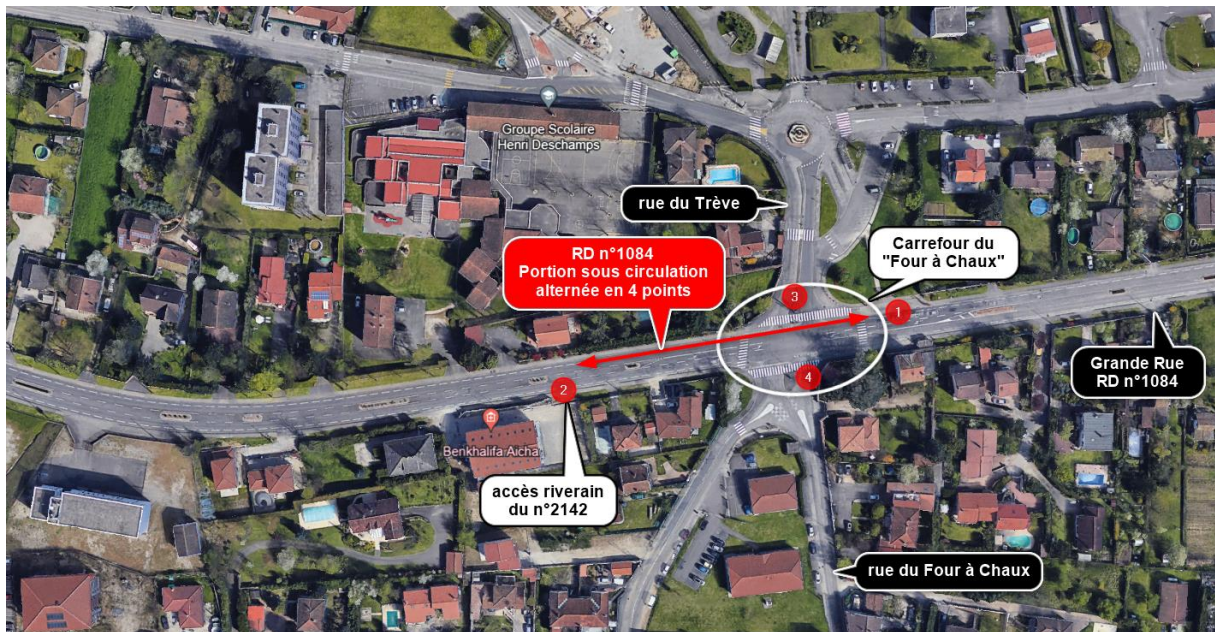 Groupe Scolaire
Henri Deschamps
rue du Trève
RD n°1084
Portion sous circulation
alternée en 4 points
Carrefour du
"Four à Chaux"
3
1
Grande Rue
RD n°1084
4
2
Benkhalifa Aicha
accès riverain
du n°2142
rue du Four à Chaux